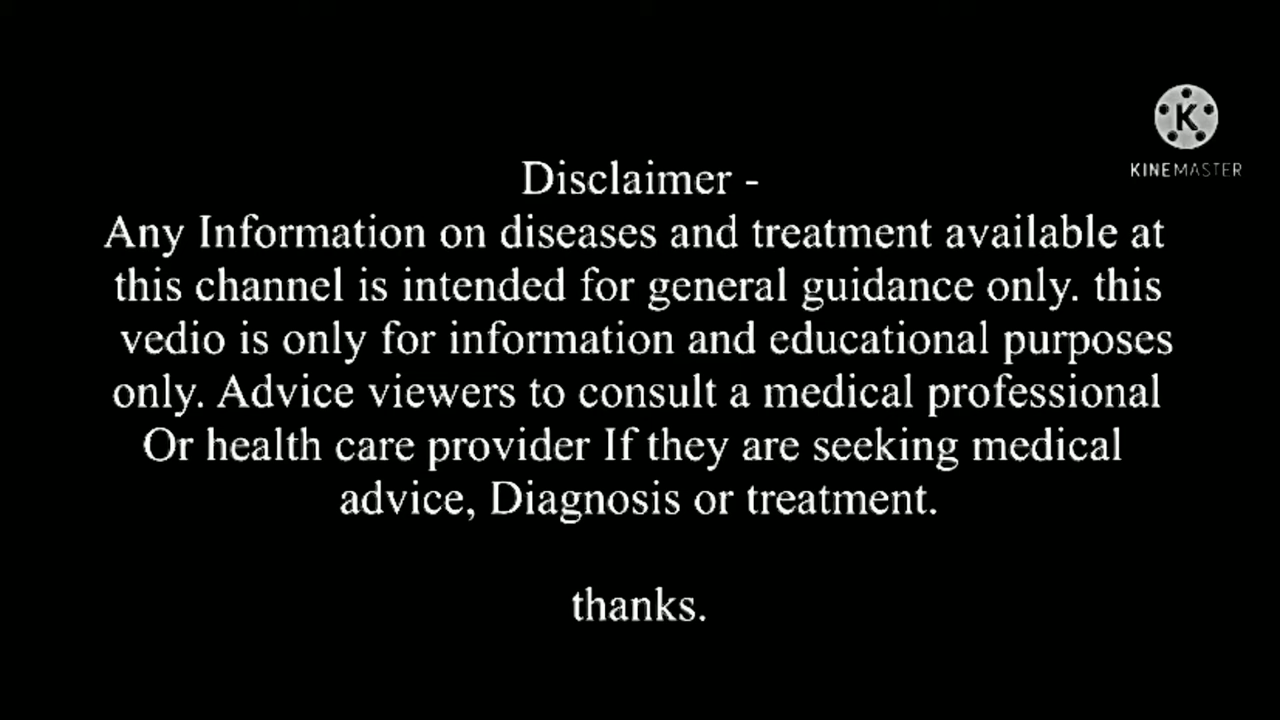 K
KINEMASTER
Disclaimer -
Any Information on diseases and treatment available at
this channel is intended for general guidance only. this
vedio is only for information and educational purposes
only. Advice viewers to consult a medical professional
Or health care provider If they are seeking medical
advice, Diagnosis or treatment.
thanks.